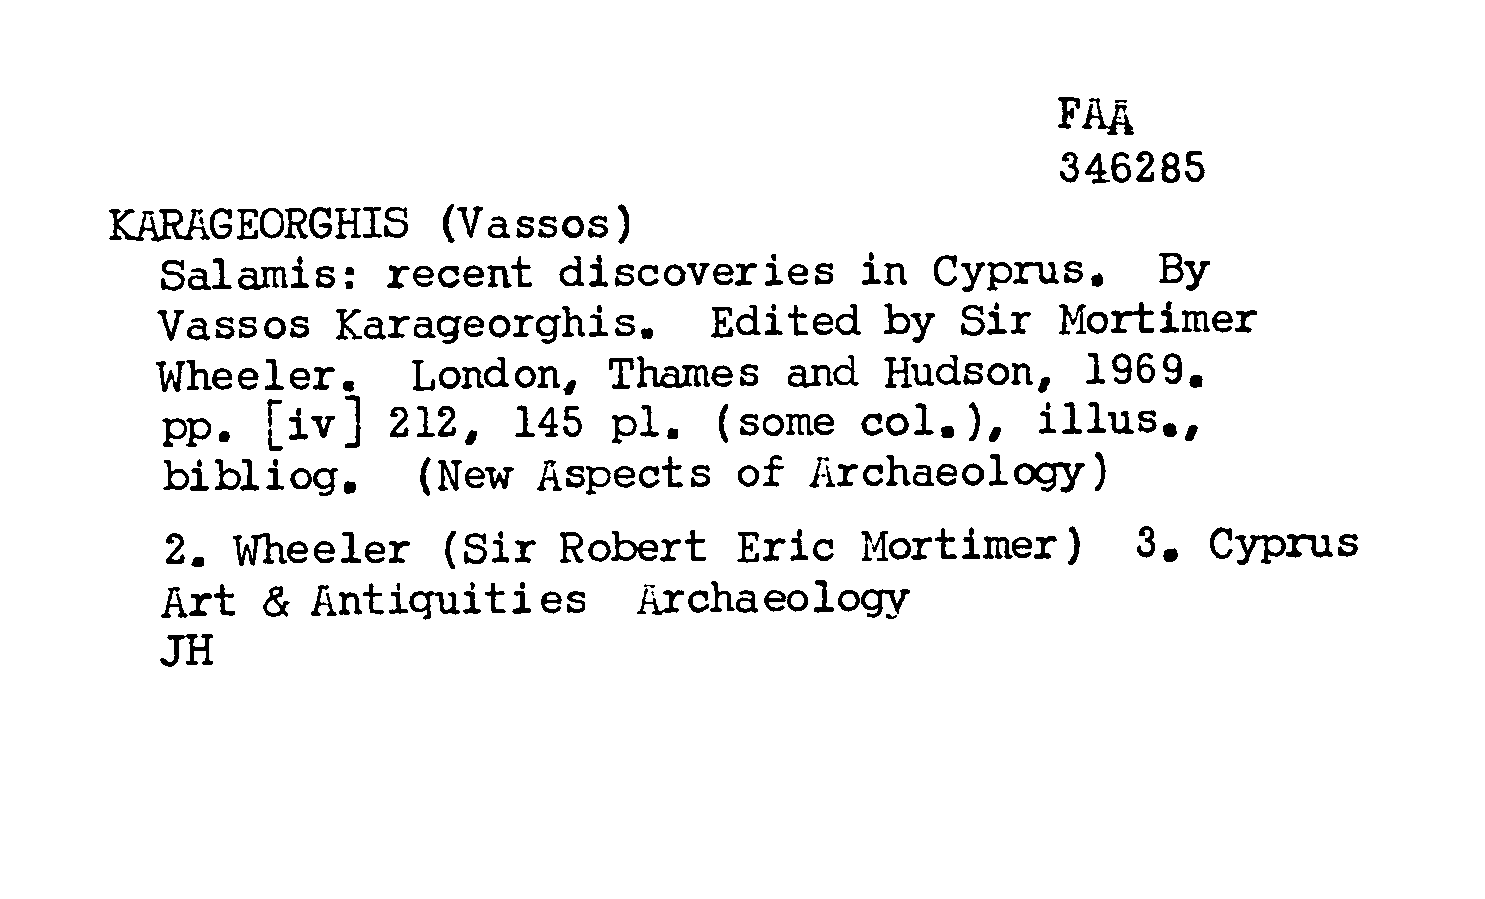 FAA
346285
KARAGEORGHIS (Vassos)
Salamis: recent discoveries in Cyprus. By
Vassos Karageorghis. Edited by Sir Mortimer
Wheeler. London, Thames and Hudson, 1969.
pp. [iv] 212, 145 pl. (some col.), illus.,
bibliog. (New Aspects of Archaeology)
2. Wheeler (Sir Robert Eric Mortimer) 3. Cyprus
Art & Antiquities Archaeology
JH